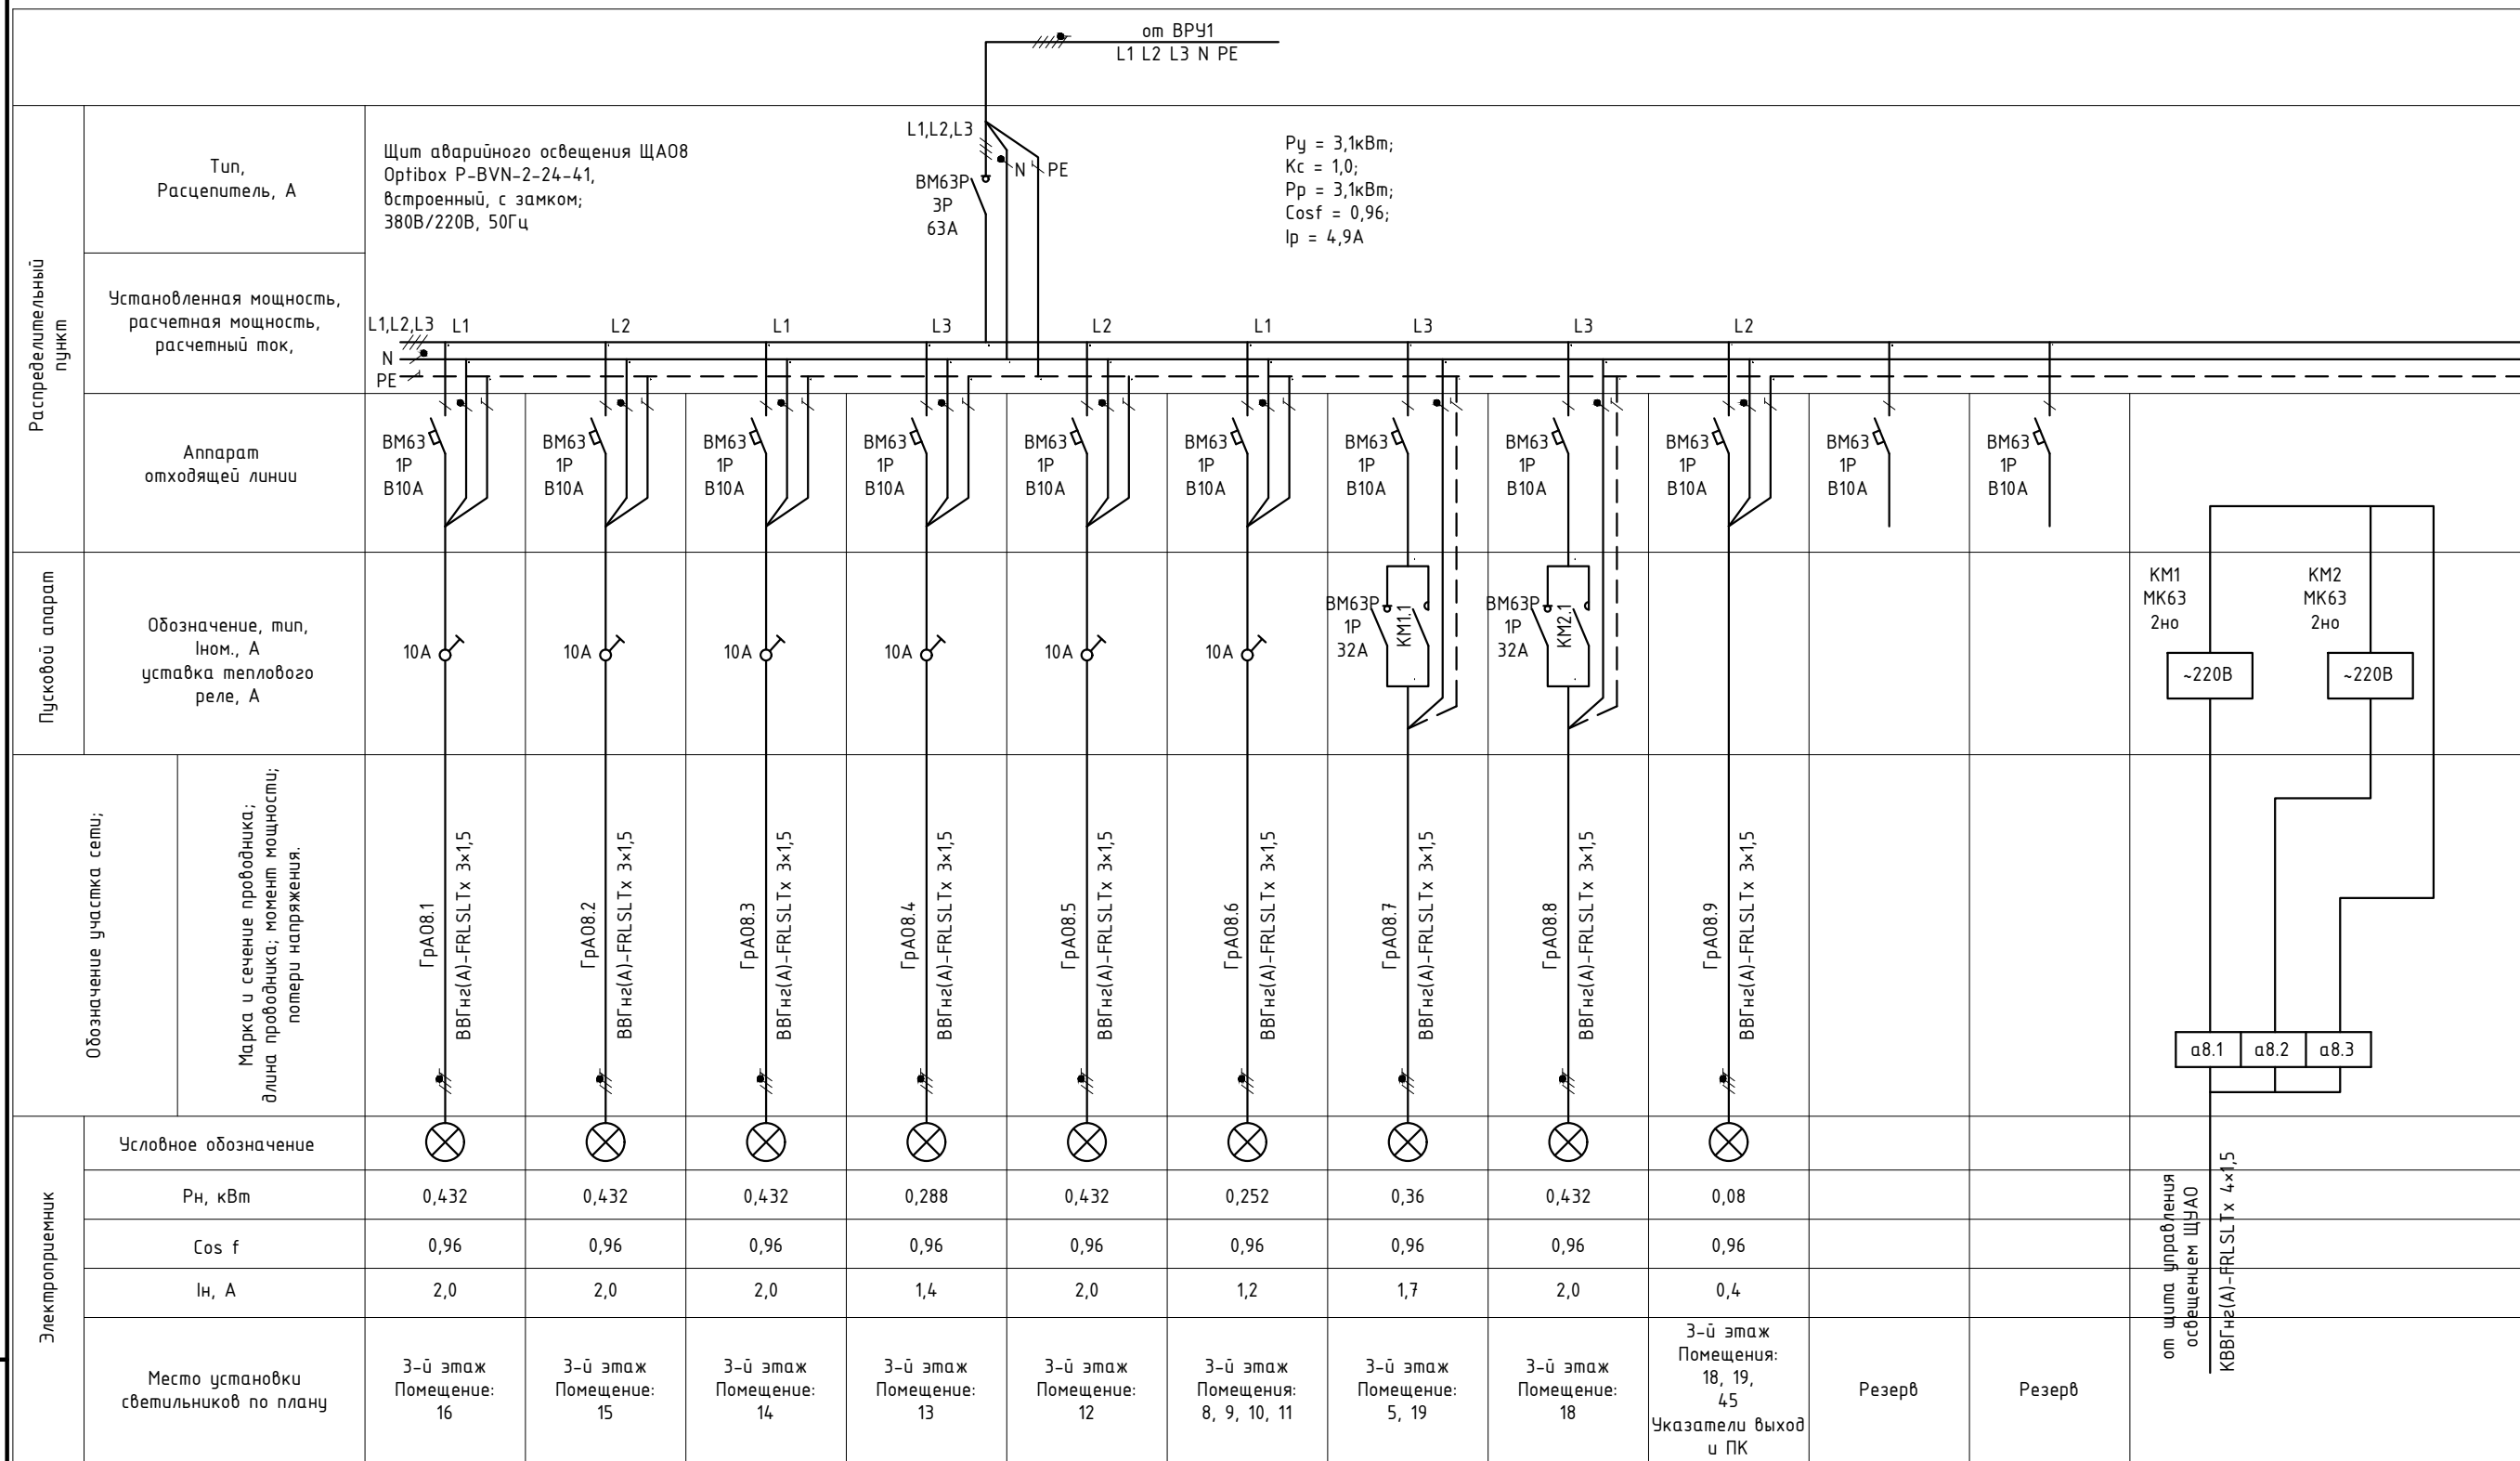 от ВРУ1
L1 L2 L3 N PE
Распределительный
пункт
Тип,
Расцепитель, А
Щит аварийного освещения ЩАО8
Optibox P-BVN-2-24-41,
встроенный, с замком;
380В/220В, 50Гц
L1,L2,L3
N
PE
ВМ63Р
3Р
63А
Ру = 3,1кВт;
Кс = 1,0;
Рр = 3,1кВт;
Cosf = 0,96;
Iр = 4,9А
Установленная мощность,
расчетная мощность,
расчетный ток,
L1,L2,L3
N
PE
L1
L2
L1
L3
L2
L1
L3
L3
L2
Аппарат
отходящей линии
ВМ63
1Р
В10А
ВМ63
1Р
В10А
ВМ63
1Р
В10А
ВМ63
1Р
В10А
ВМ63
1Р
В10А
ВМ63
1Р
В10А
ВМ63
1Р
В10А
ВМ63
1Р
В10А
ВМ63
1Р
В10А
ВМ63
1Р
В10А
ВМ63
1Р
В10А
Пусковой аппарат
Обозначение, тип,
Iном., А
уставка теплового
реле, А
10А
10А
10А
10А
10А
10А
ВМ63Р
1Р
32А
КМ1.1
ВМ63Р
1Р
32А
КМ2.1
КМ1
МК63
2но
~220В
КМ2
МК63
2но
~220В
Обозначение участка сети;
Марка и сечение проводника;
длина проводника; момент мощности;
потери напряжения.
ГрАО8.1
ВВГнг(А)-FRLSLTx 3×1,5
ГрАО8.2
ВВГнг(А)-FRLSLTx 3×1,5
ГрАО8.3
ВВГнг(А)-FRLSLTx 3×1,5
ГрАО8.4
ВВГнг(А)-FRLSLTx 3×1,5
ГрАО8.5
ВВГнг(А)-FRLSLTx 3×1,5
ГрАО8.6
ВВГнг(А)-FRLSLTx 3×1,5
ГрАО8.7
ВВГнг(А)-FRLSLTx 3×1,5
ГрАО8.8
ВВГнг(А)-FRLSLTx 3×1,5
ГрАО8.9
ВВГнг(А)-FRLSLTx 3×1,5
а8.1
а8.2
а8.3
от щита управления
освещением ЩУАО
КВВГнг(А)-FRLSLTx 4×1,5
Электроприемник
Условное обозначение
Рн, кВт
0,432
0,432
0,432
0,288
0,432
0,252
0,36
0,432
0,08
Cos f
0,96
0,96
0,96
0,96
0,96
0,96
0,96
0,96
0,96
Iн, А
2,0
2,0
2,0
1,4
2,0
1,2
1,7
2,0
0,4
Место установки
светильников по плану
3-й этаж
Помещение:
16
3-й этаж
Помещение:
15
3-й этаж
Помещение:
14
3-й этаж
Помещение:
13
3-й этаж
Помещение:
12
3-й этаж
Помещения:
8, 9, 10, 11
3-й этаж
Помещение:
5, 19
3-й этаж
Помещение:
18
3-й этаж
Помещения:
18, 19,
45
Указатели выход
и ПК
Резерв
Резерв